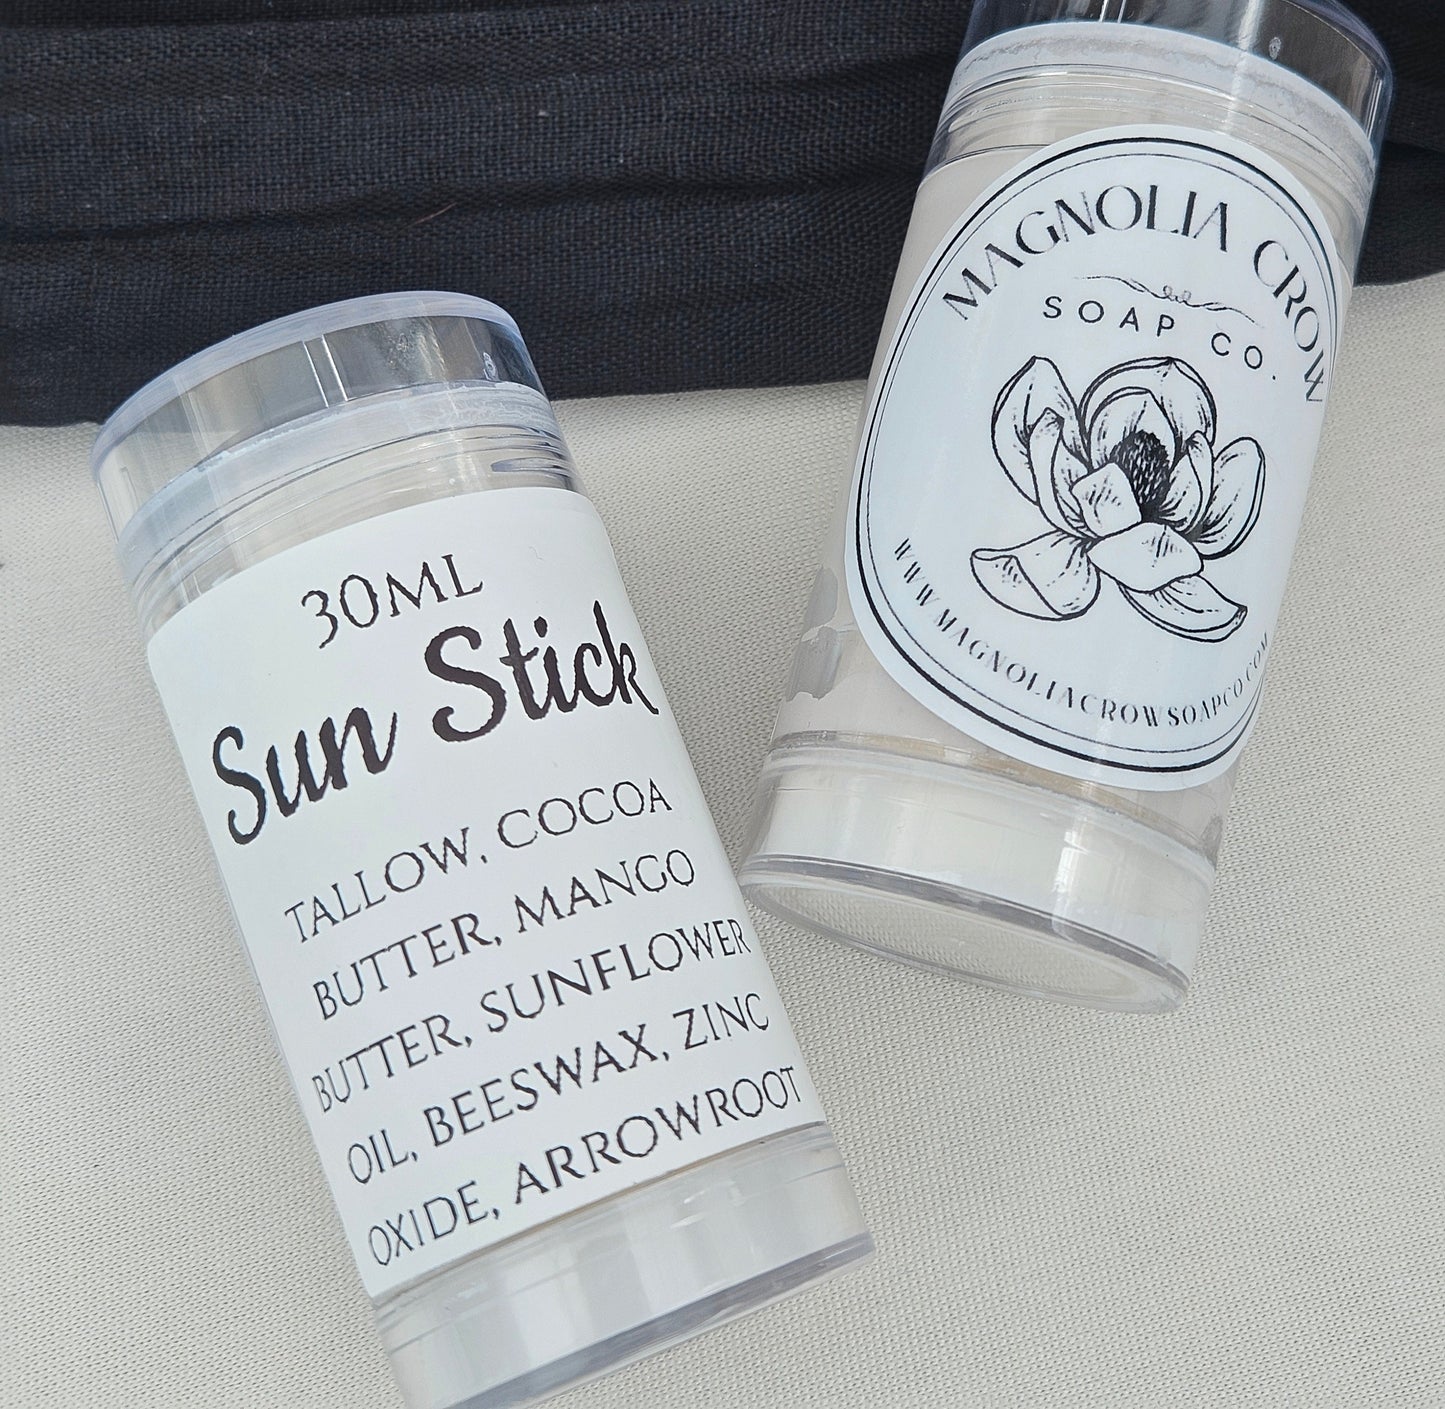 30ML
Sun Stick
TALLOW, COCOA
BUTTER, MANGO
BUTTER, SUNFLOWER
OIL, BEESWAX, ZINC
OXIDE, ARROWROOT
MAGNOLIA CROW
SOAP CO.
WWW.MAGNOLIACROWSOAPCO.COM